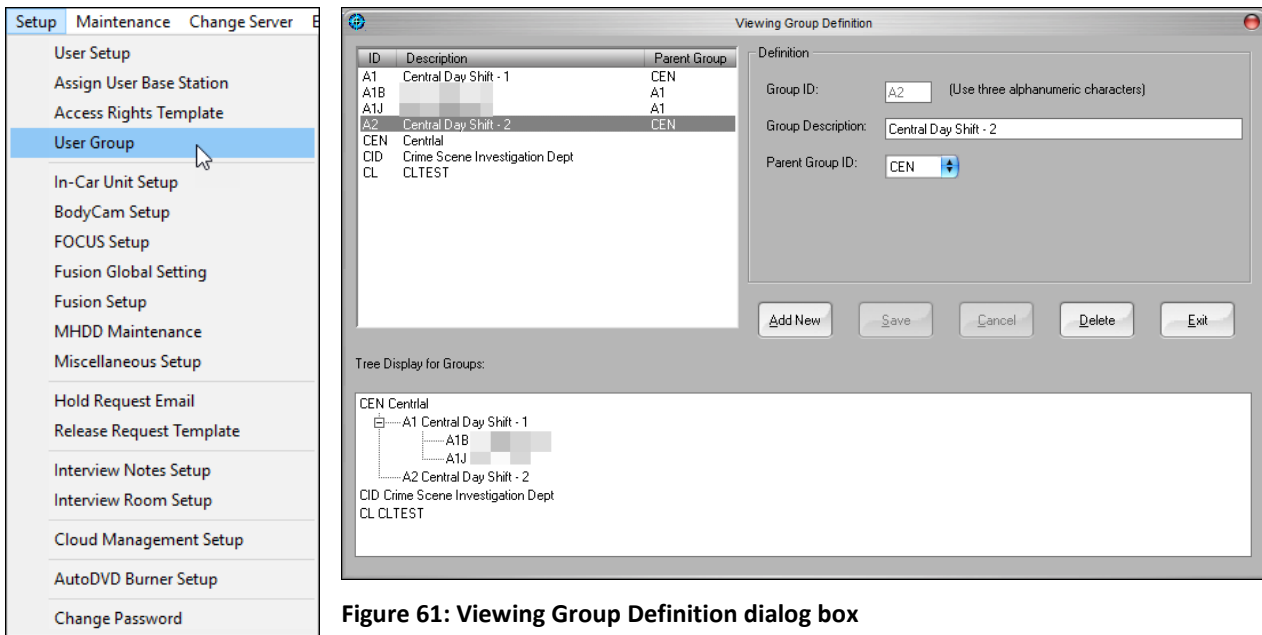 Setup Maintenance Change Server E
User Setup
Assign User Base Station
Access Rights Template
User Group
In-Car Unit Setup
BodyCam Setup
FOCUS Setup
Fusion Global Setting
Fusion Setup
MHDD Maintenance
Miscellaneous Setup
Hold Request Email
Release Request Template
Interview Notes Setup
Interview Room Setup
Cloud Management Setup
AutoDVD Burner Setup
Change Password
Viewing Group Definition
ID Description Parent Group
A1 Central Day Shift - 1 CEN
A1B A1
A1J A1
A2 Central Day Shift - 2 CEN
CEN Centrlal
CID Crime Scene Investigation Dept
CL CLTEST
Definition
Group ID: A2 (Use three alphanumeric characters)
Group Description: Central Day Shift - 2
Parent Group ID: CEN
Add New Save Cancel Delete Exit
Tree Display for Groups:
CEN Centrlal
A1 Central Day Shift - 1
A1B
A1J
A2 Central Day Shift - 2
CID Crime Scene Investigation Dept
CL CLTEST
Figure 61: Viewing Group Definition dialog box